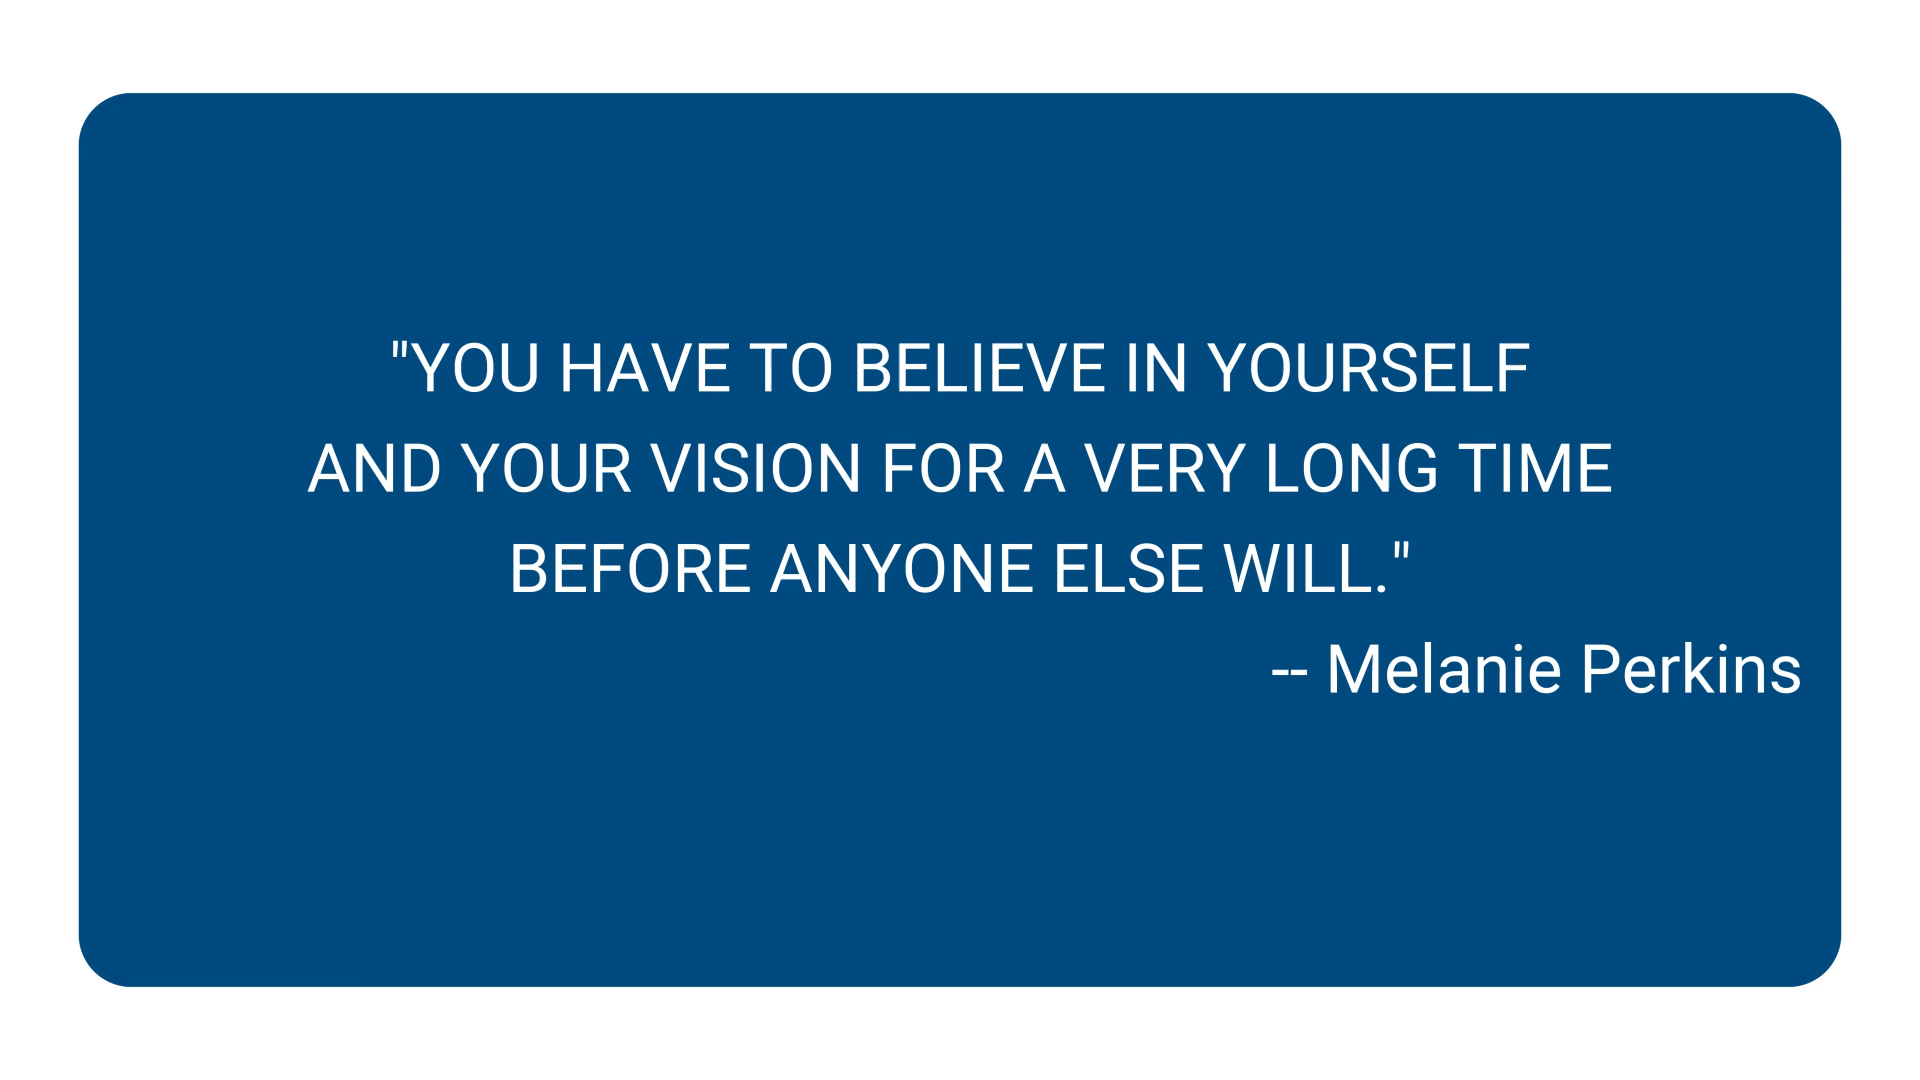 "YOU HAVE TO BELIEVE IN YOURSELF
AND YOUR VISION FOR A VERY LONG TIME
BEFORE ANYONE ELSE WILL."
-- Melanie Perkins